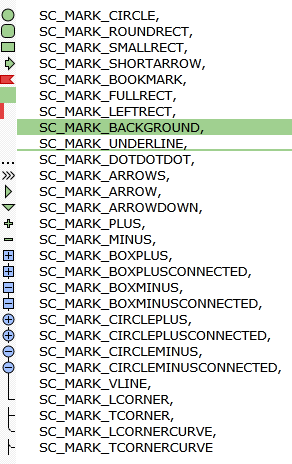 SC_MARK_CIRCLE,
SC_MARK_ROUNDRECT,
SC_MARK_SMALLRECT,
SC_MARK_SHORTARROW,
SC_MARK_BOOKMARK,
SC_MARK_FULLRECT,
SC_MARK_LEFTRECT,
SC_MARK_BACKGROUND,
SC_MARK_UNDERLINE,
SC_MARK_DOTDOTDOT,
SC_MARK_ARROWS,
SC_MARK_ARROW,
SC_MARK_ARROWDOWN,
SC_MARK_PLUS,
SC_MARK_MINUS,
SC_MARK_BOXPLUS,
SC_MARK_BOXPLUSCONNECTED,
SC_MARK_BOXMINUS,
SC_MARK_BOXMINUSCONNECTED,
SC_MARK_CIRCLEPLUS,
SC_MARK_CIRCLEPLUSCONNECTED,
SC_MARK_CIRCLEMINUS,
SC_MARK_CIRCLEMINUSCONNECTED,
SC_MARK_VLINE,
SC_MARK_LCORNER,
SC_MARK_TCORNER,
SC_MARK_LCORNERCURVE,
SC_MARK_TCORNERCURVE